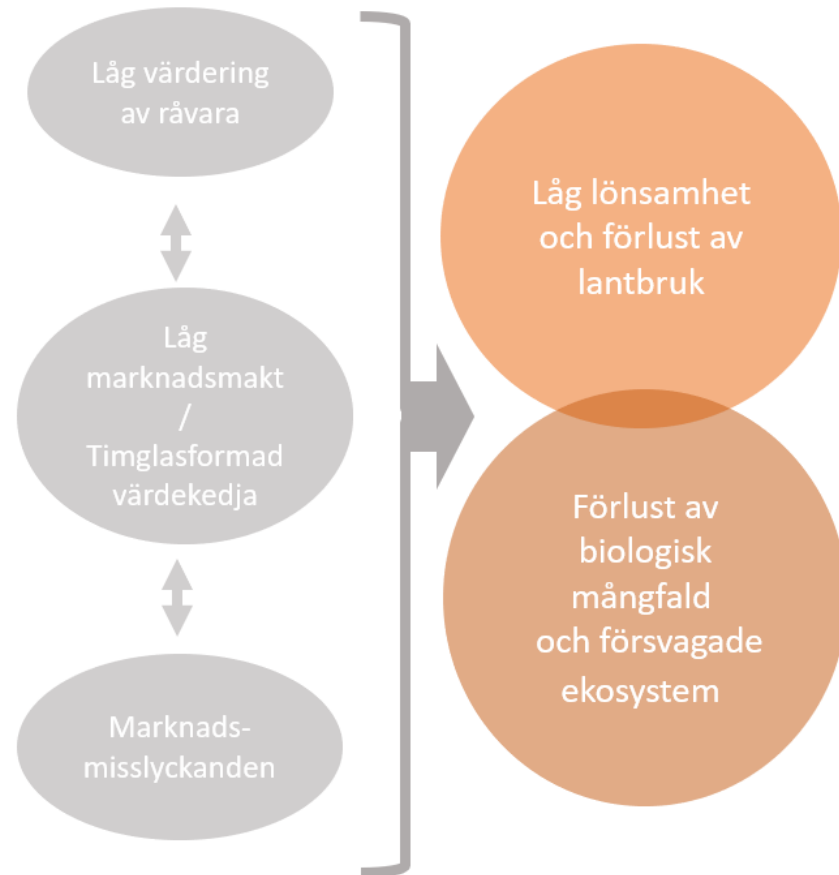 Låg värdering
av råvara
Låg
marknadsmakt
/
Timglasformad
värdekedja
Marknads-
misslyckanden
Låg lönsamhet
och förlust av
lantbruk
Förlust av
biologisk
mångfald
och försvagade
ekosystem